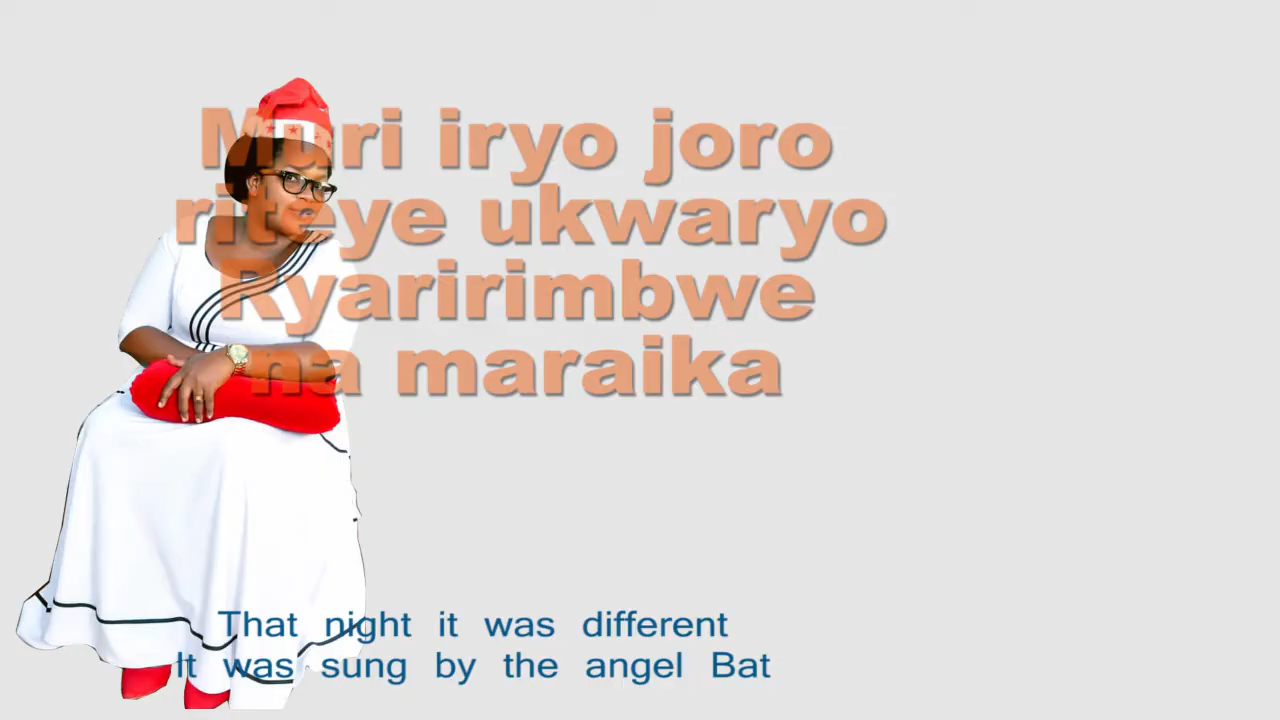 Muri iryo joro
riteye ukwaryo
Ryaririmbwe
na maraika
That night it was different
It was sung by the angel Bat